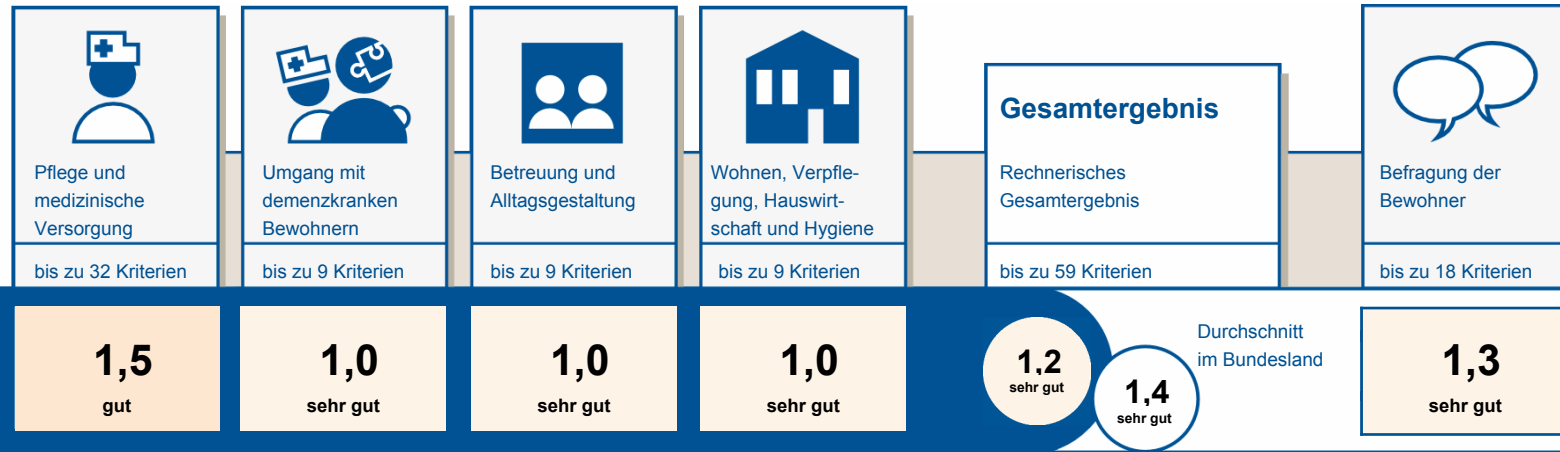 Pflege und
medizinische
Versorgung
bis zu 32 Kriterien
1,5
gut
Umgang mit
demenzkranken
Bewohnern
bis zu 9 Kriterien
1,0
sehr gut
Betreuung und
Alltagsgestaltung
bis zu 9 Kriterien
1,0
sehr gut
Wohnen, Verpfle-
gung, Hauswirt-
schaft und Hygiene
bis zu 9 Kriterien
1,0
sehr gut
Gesamtergebnis
Rechnerisches
Gesamtergebnis
bis zu 59 Kriterien
1,2
sehr gut
1,4
sehr gut
Durchschnitt
im Bundesland
Befragung der
Bewohner
bis zu 18 Kriterien
1,3
sehr gut